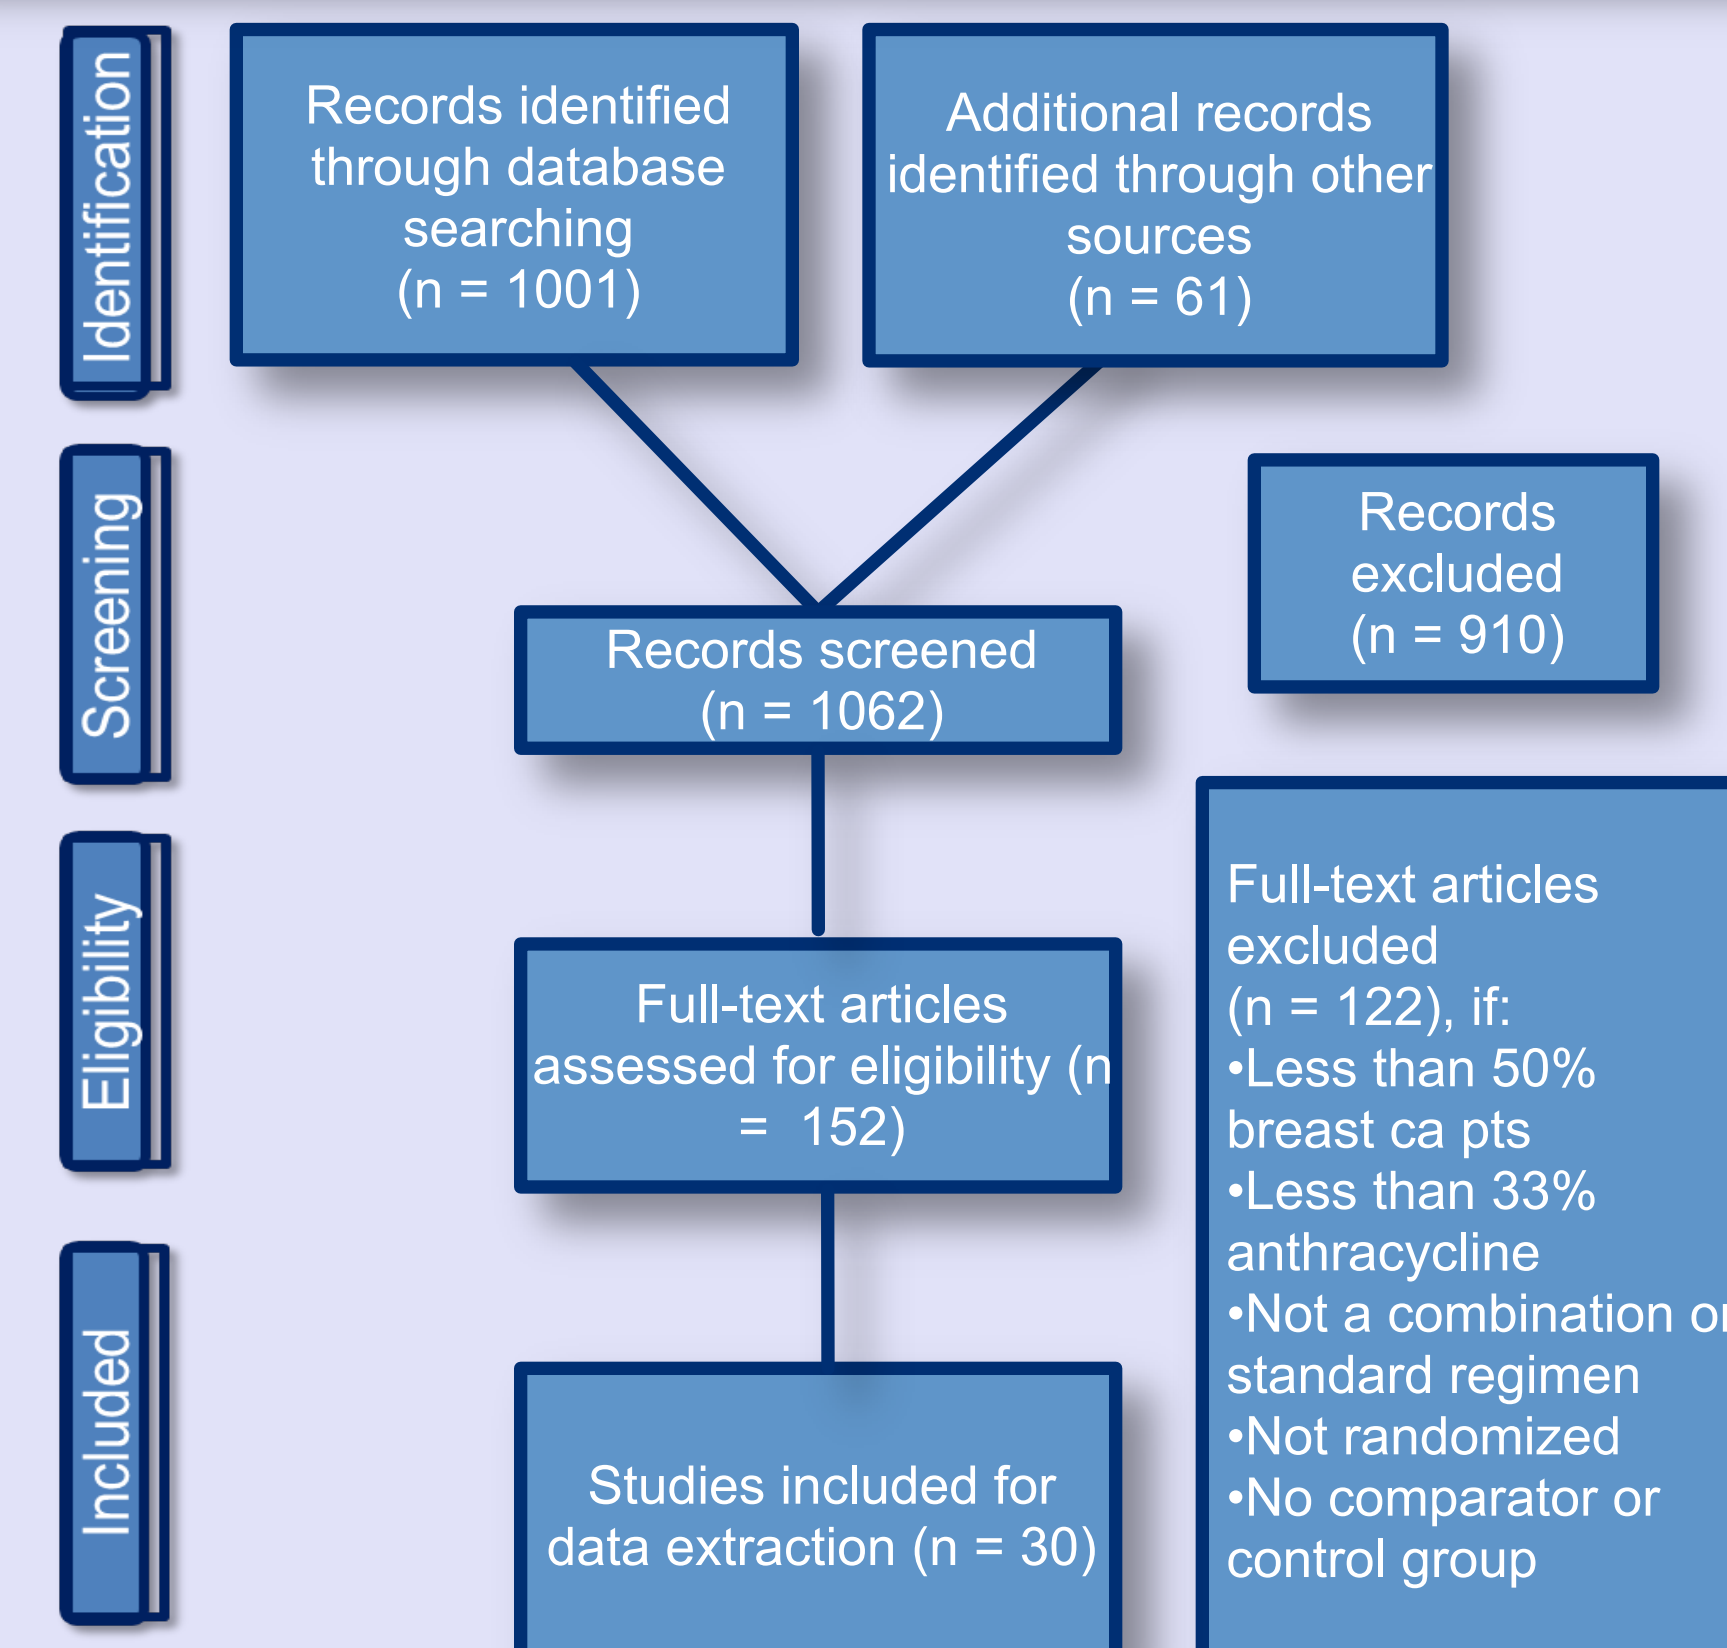 Identification
Records identified
through database
searching
(n = 1001)
Additional records
identified through other
sources
(n = 61)
Screening
Records
excluded
(n = 910)
Records screened
(n = 1062)
Eligibility
Full-text articles
assessed for eligibility (n
= 152)
Full-text articles
excluded
(n = 122), if:
•Less than 50%
breast ca pts
•Less than 33%
anthracycline
•Not a combination or
standard regimen
•Not randomized
•No comparator or
control group
Included
Studies included for
data extraction (n = 30)